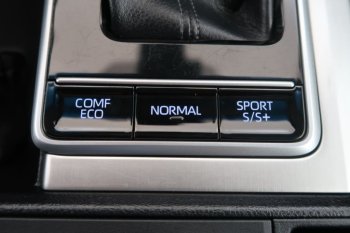 COMF
ECO
NORMAL
SPORT
S/S+